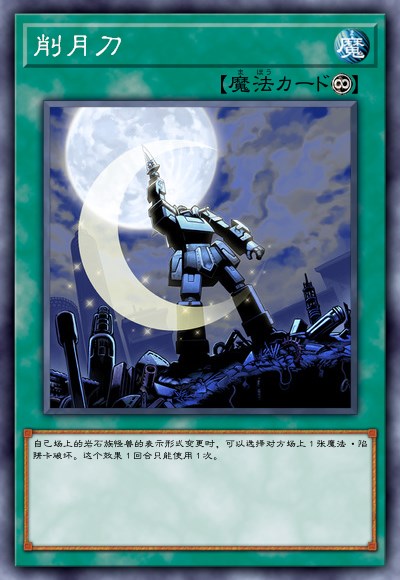 削月刀
魔
【魔法カード】
まほう
自己场上的岩石族怪兽的表示形式变更时，可以选择对方场上1张魔法·陷
阱卡破坏。这个效果1回合只能使用1次。